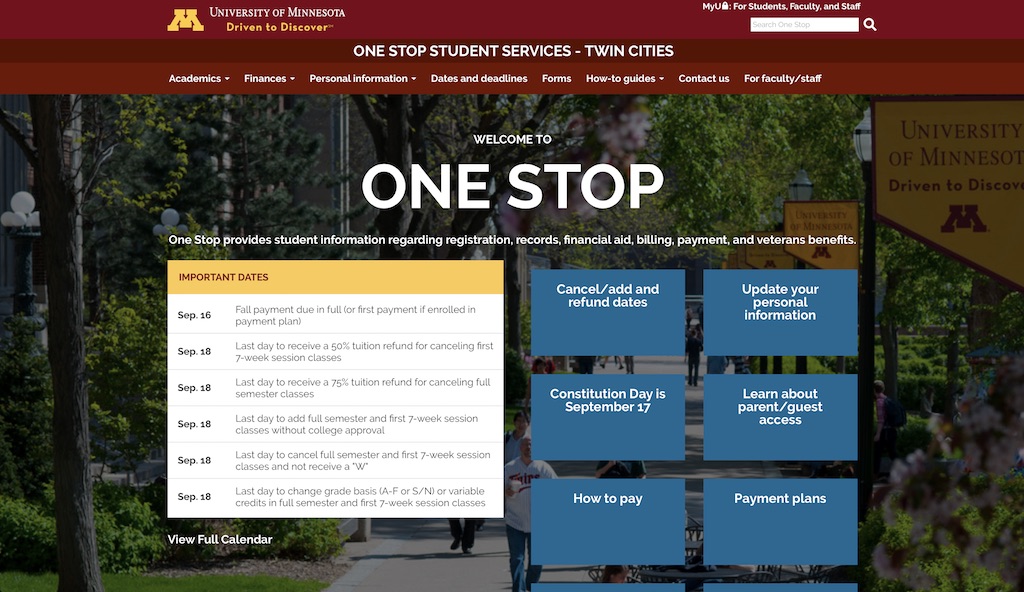 UNIVERSITY OF MINNESOTA
Driven to Discover℠
MyU: For Students, Faculty, and Staff
Search One Stop
ONE STOP STUDENT SERVICES - TWIN CITIES
Academics Finances Personal information Dates and deadlines Forms How-to guides Contact us For faculty/staff
WELCOME TO
ONE STOP
One Stop provides student information regarding registration, records, financial aid, billing, payment, and veterans benefits.
IMPORTANT DATES
Sep. 16 Fall payment due in full (or first payment if enrolled in
payment plan)
Sep. 18 Last day to receive a 50% tuition refund for canceling first
7-week session classes
Sep. 18 Last day to receive a 75% tuition refund for canceling full
semester classes
Sep. 18 Last day to add full semester and first 7-week session
classes without college approval
Sep. 18 Last day to cancel full semester and first 7-week session
classes and not receive a "W"
Sep. 18 Last day to change grade basis (A-F or S/N) or variable
credits in full semester and first 7-week session classes
View Full Calendar
Cancel/add and
refund dates
Update your
personal
information
Constitution Day is
September 17
Learn about
parent/guest
access
How to pay
Payment plans
UNIVERSITY
OF MINNESOTA
Driven to Discove
UNIVERSITY
OF MINNESOTA